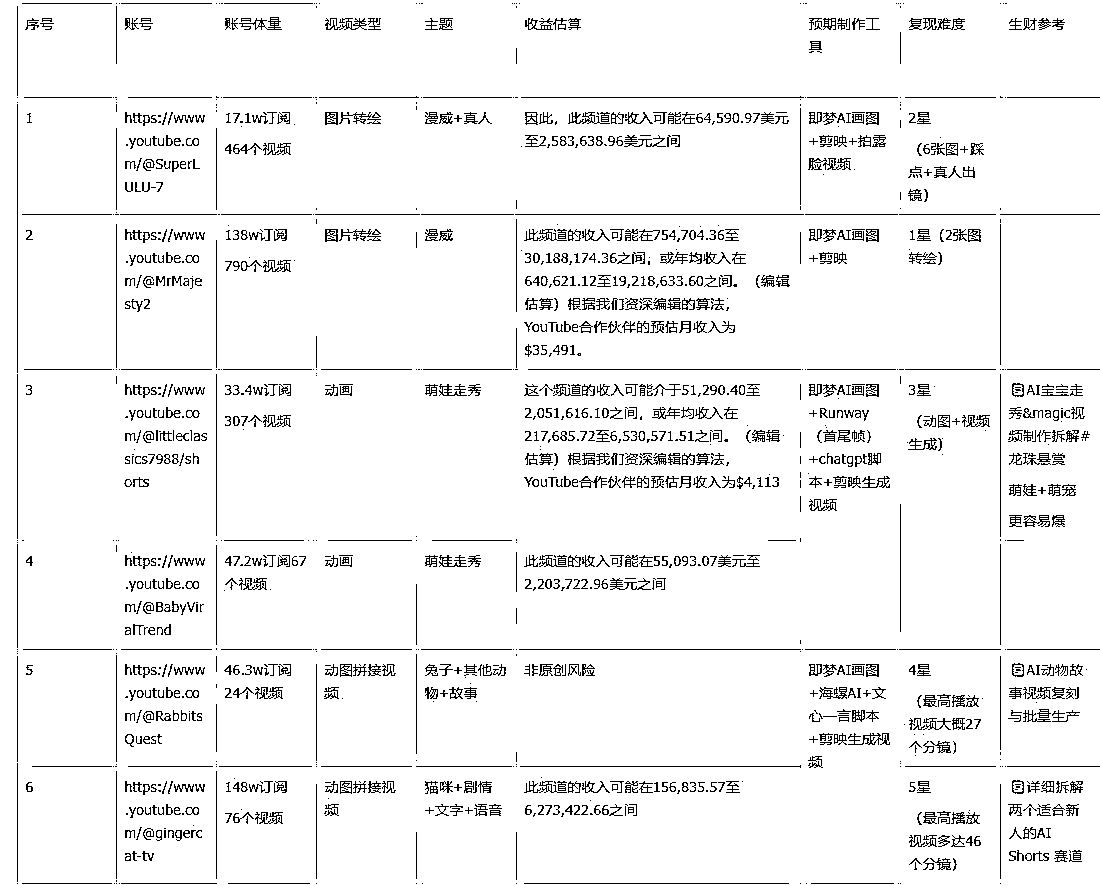 序号
账号
账号体量
视频类型
主题
收益估算
预期制作工
具
复现难度
生财参考
1
https://www
.youtube.co
m/@SuperL
ULU-7
17.1w订阅
464个视频
图片转绘
漫威+真人
因此，此频道的收入可能在64,590.97美元
至2,583,638.96美元之间
即梦AI画图
+剪映+拍露
脸视频
2星
（6张图+踩
点+真人出
镜）
2
https://www
.youtube.co
m/@MrMaje
sty2
138w订阅
790个视频
图片转绘
漫威
此频道的收入可能在754,704.36至
30,188,174.36之间；或年均收入在
640,621.12至19,218,633.60之间。（编辑
估算）根据我们资深编辑的算法，
YouTube合作伙伴的预估月收入为
$35,491。
即梦AI画图
+剪映
1星（2张图
转绘）
3
https://www
.youtube.co
m/@littleclas
sics7988/sh
orts
33.4w订阅
307个视频
动画
萌娃走秀
这个频道的收入可能介于51,290.40至
2,051,616.10之间，或年均收入在
217,685.72至6,530,571.51之间。（编辑
估算）根据我们资深编辑的算法，
YouTube合作伙伴的预估月收入为$4,113
即梦AI画图
+Runway
（首尾帧）
+chatgpt脚
本+剪映生成
视频
3星
（动图+视频
生成）
AI宝宝走
秀&magic视
频制作拆解#
龙珠悬赏
萌娃+萌宠
更容易爆
4
https://www
.youtube.co
m/@BabyVir
alTrend
47.2w订阅67
个视频
动画
萌娃走秀
此频道的收入可能在55,093.07美元至
2,203,722.96美元之间
5
https://www
.youtube.co
m/@Rabbits
Quest
46.3w订阅
24个视频
动图拼接视
频
兔子+其他动
物+故事
非原创风险
即梦AI画图
+海螺AI+文
心一言脚本
+剪映生成视
频
4星
（最高播放
视频大概27
个分镜）
AI动物故
事视频复刻
与批量生产
6
https://www
.youtube.co
m/@gingerc
at-tv
148w订阅
76个视频
动图拼接视
频
猫咪+剧情
+文字+语音
此频道的收入可能在156,835.57至
6,273,422.66之间
5星
（最高播放
视频多达46
个分镜）
详细拆解
两个适合新
人的AI
Shorts 赛道